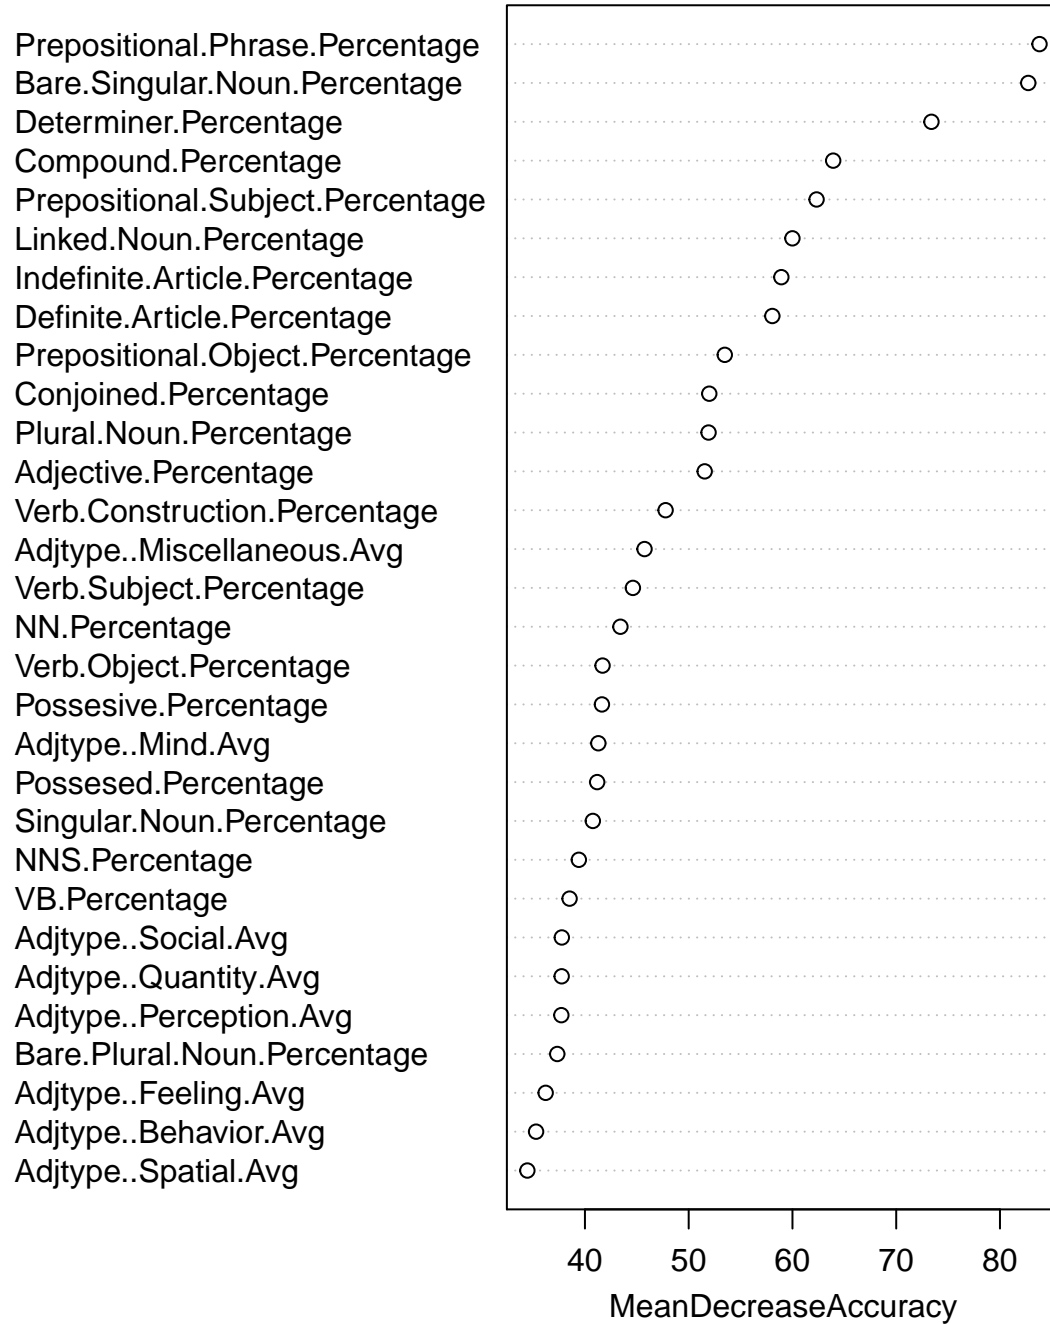 Prepositional.Phrase.Percentage
Bare.Singular.Noun.Percentage
Determiner.Percentage
Compound.Percentage
Prepositional.Subject.Percentage
Linked.Noun.Percentage
Indefinite.Article.Percentage
Definite.Article.Percentage
Prepositional.Object.Percentage
Conjoined.Percentage
Plural.Noun.Percentage
Adjective.Percentage
Verb.Construction.Percentage
Adjtype..Miscellaneous.Avg
Verb.Subject.Percentage
NN.Percentage
Verb.Object.Percentage
Possesive.Percentage
Adjtype..Mind.Avg
Possesed.Percentage
Singular.Noun.Percentage
NNS.Percentage
VB.Percentage
Adjtype..Social.Avg
Adjtype..Quantity.Avg
Adjtype..Perception.Avg
Bare.Plural.Noun.Percentage
Adjtype..Feeling.Avg
Adjtype..Behavior.Avg
Adjtype..Spatial.Avg
40 50 60 70 80
MeanDecreaseAccuracy